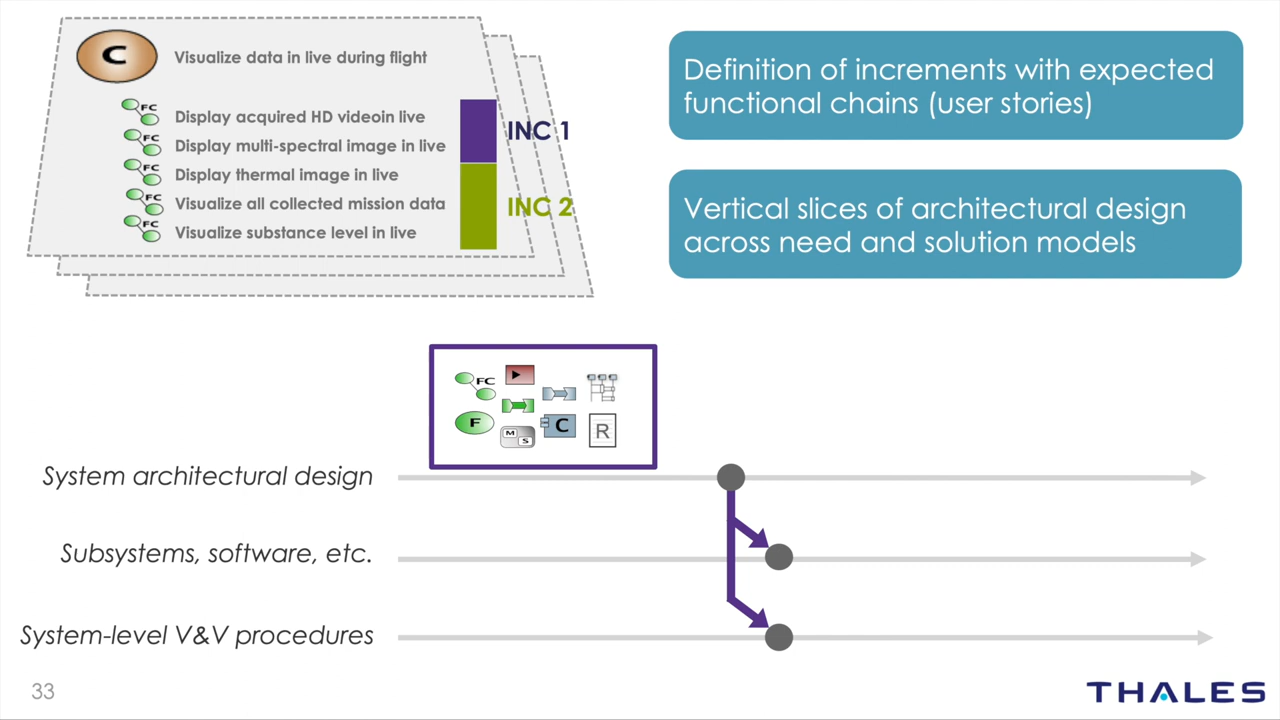 C
Visualize data in live during flight
FC
Display acquired HD videoin live
FC
Display multi-spectral image in live
FC
Display thermal image in live
FC
Visualize all collected mission data
FC
Visualize substance level in live
INC 1
INC 2
Definition of increments with expected
functional chains (user stories)
Vertical slices of architectural design
across need and solution models
FC
F
M
S
C
R
System architectural design
Subsystems, software, etc.
System-level V&V procedures
33
THALES